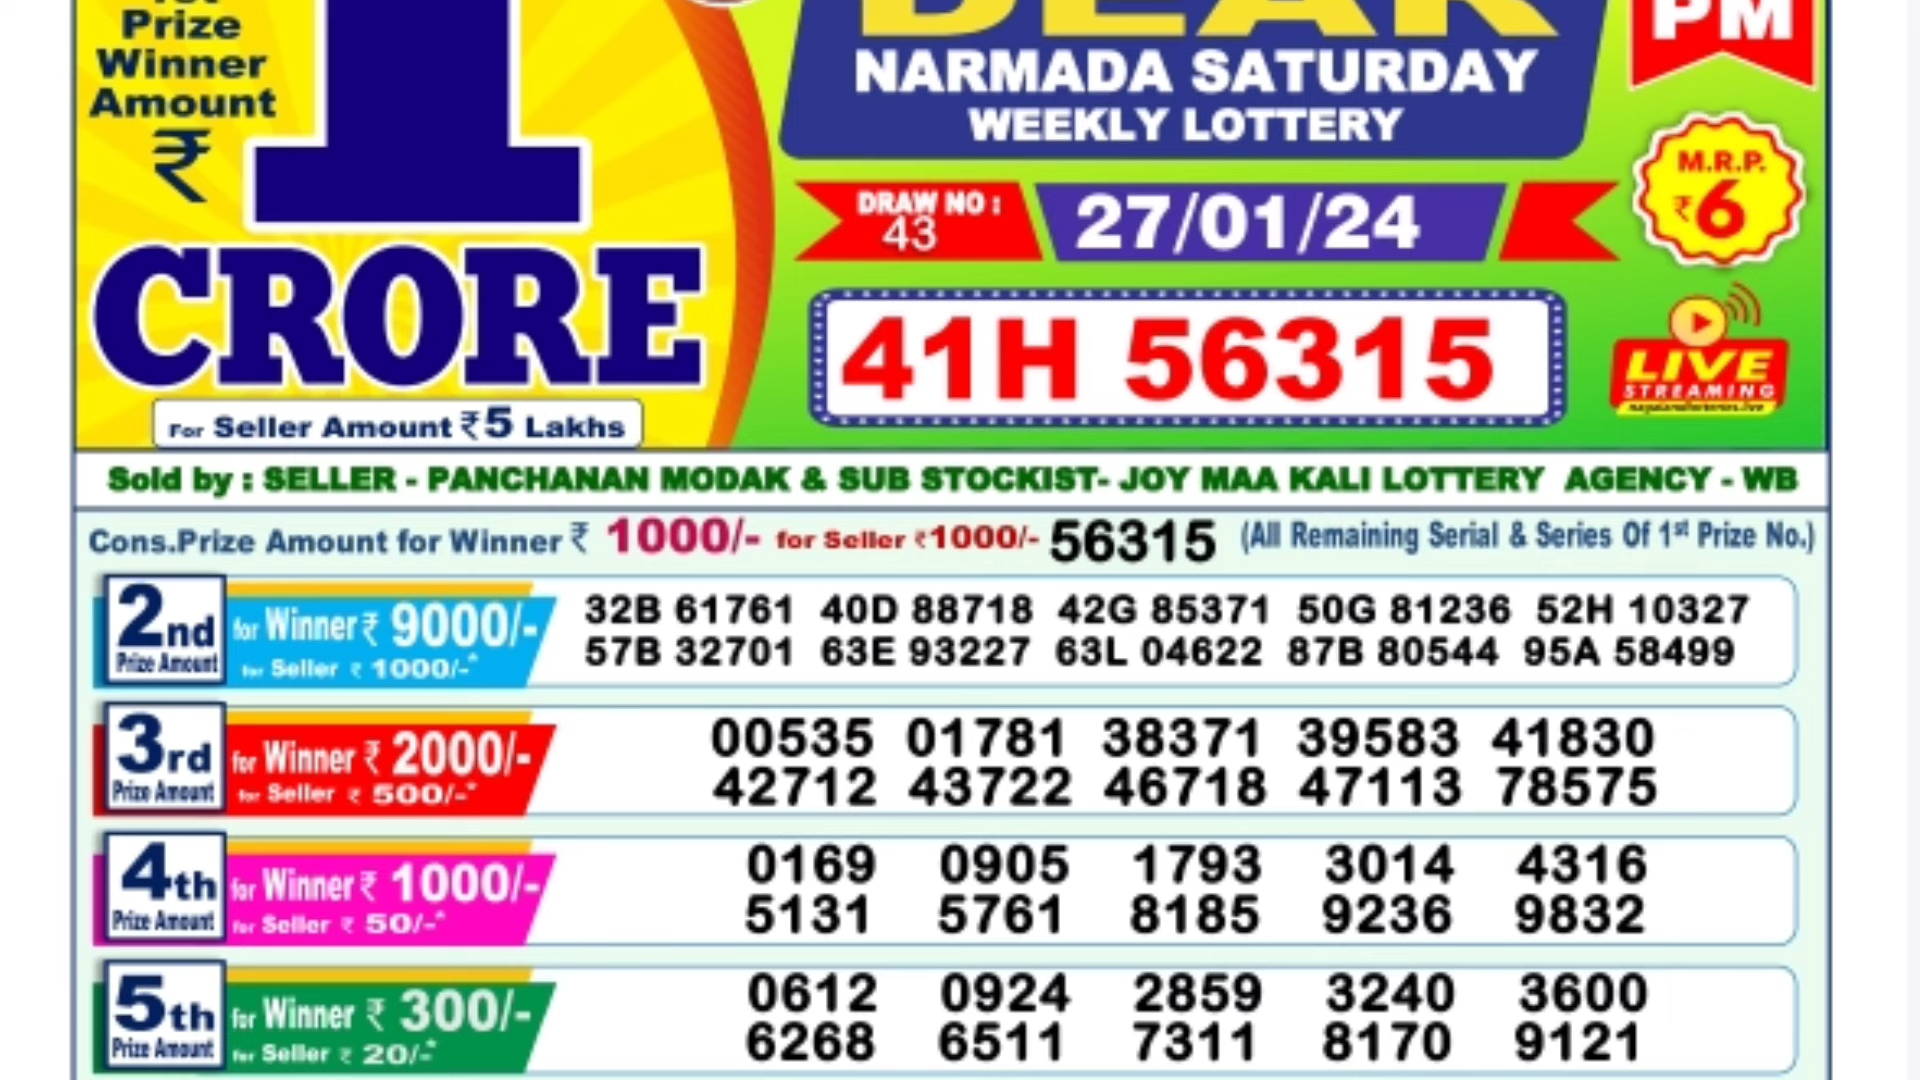 Prize
Winner
Amount
₹
1
CRORE
For Seller Amount ₹5 Lakhs
DEAR
NARMADA SATURDAY
WEEKLY LOTTERY
PM
M.R.P.
₹6
DRAW NO :
43
27/01/24
41H 56315
LIVE
STREAMING
Sold by : SELLER - PANCHANAN MODAK & SUB STOCKIST- JOY MAA KALI LOTTERY AGENCY - WB
Cons.Prize Amount for Winner ₹ 1000/- for Seller ₹1000/- 56315 (All Remaining Serial & Series Of 1st Prize No.)
2nd
Prize Amount
for Winner ₹ 9000/-
for Seller ₹ 1000/-*
32B 61761 40D 88718 42G 85371 50G 81236 52H 10327
57B 32701 63E 93227 63L 04622 87B 80544 95A 58499
3rd
Prize Amount
for Winner ₹ 2000/-
for Seller ₹ 500/-*
00535 01781 38371 39583 41830
42712 43722 46718 47113 78575
4th
Prize Amount
for Winner ₹ 1000/-
for Seller ₹ 50/-*
0169 0905 1793 3014 4316
5131 5761 8185 9236 9832
5th
Prize Amount
for Winner ₹ 300/-
for Seller ₹ 20/-*
0612 0924 2859 3240 3600
6268 6511 7311 8170 9121